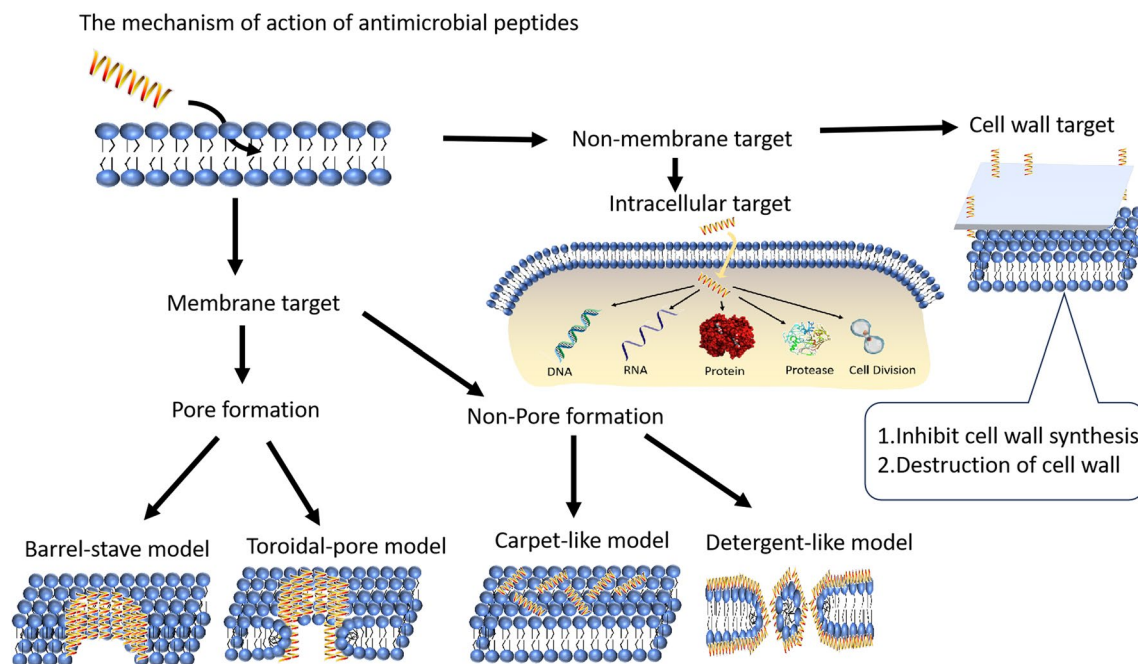 The mechanism of action of antimicrobial peptides
Non-membrane target
Cell wall target
Intracellular target
Membrane target
DNA
RNA
Protein
Protease
Cell Division
Pore formation
Non-Pore formation
1.Inhibit cell wall synthesis
2.Destruction of cell wall
Barrel-stave model
Toroidal-pore model
Carpet-like model
Detergent-like model